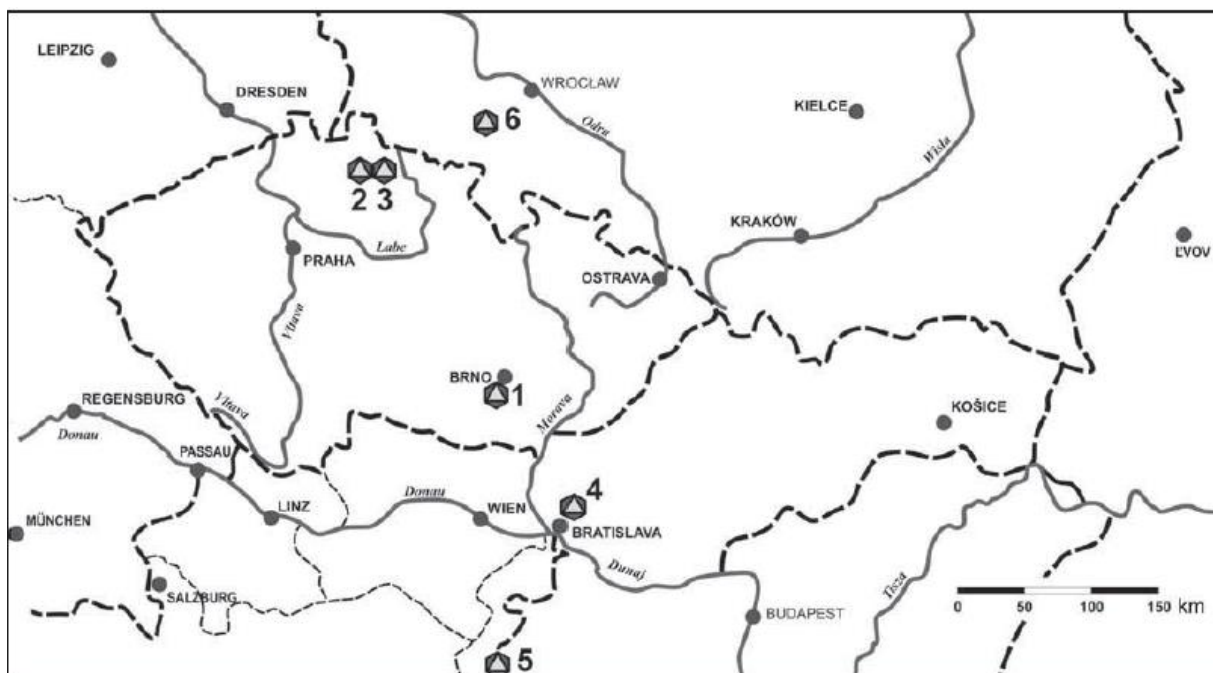 LEIPZIG
DRESDEN
WROCŁAW
KIELCE
6
Odra
Wisła
2 3
KRAKÓW
Labe
PRAHA
OSTRAVA
ĽVOV
Vltava
BRNO
1
REGENSBURG
Vltava
Morava
KOŠICE
Donau
PASSAU
4
Donau
LINZ
WIEN
MÜNCHEN
BRATISLAVA
Dunaj
Tisza
SALZBURG
0 50 100 150 km
BUDAPEST
5